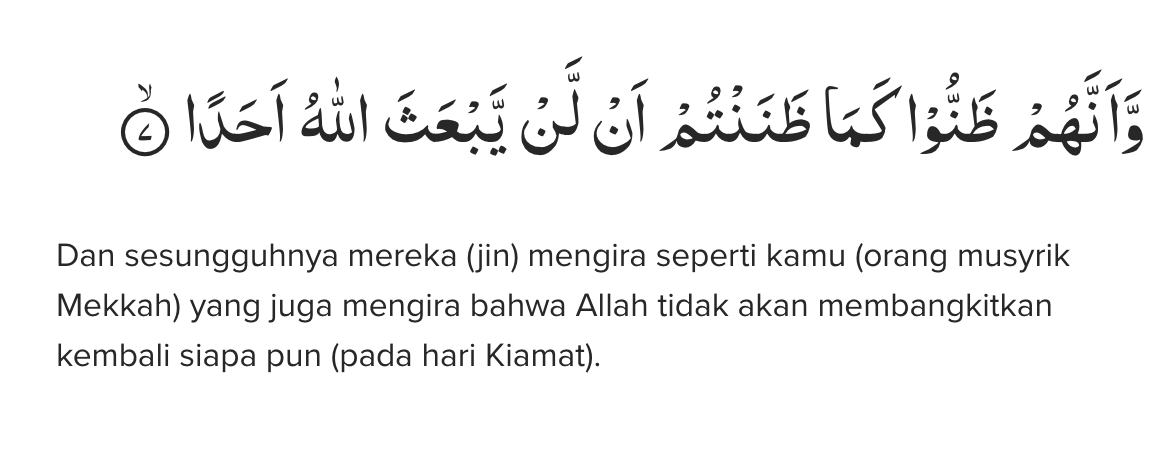 وَّاَنَّهُمْ ظَنُّوْا كَمَا ظَنَنْتُمْ اَنْ لَّنْ يَّبْعَثَ اللّٰهُ اَحَدًاۙ ٧
Dan sesungguhnya mereka (jin) mengira seperti kamu (orang musyrik
Mekkah) yang juga mengira bahwa Allah tidak akan membangkitkan
kembali siapa pun (pada hari Kiamat).